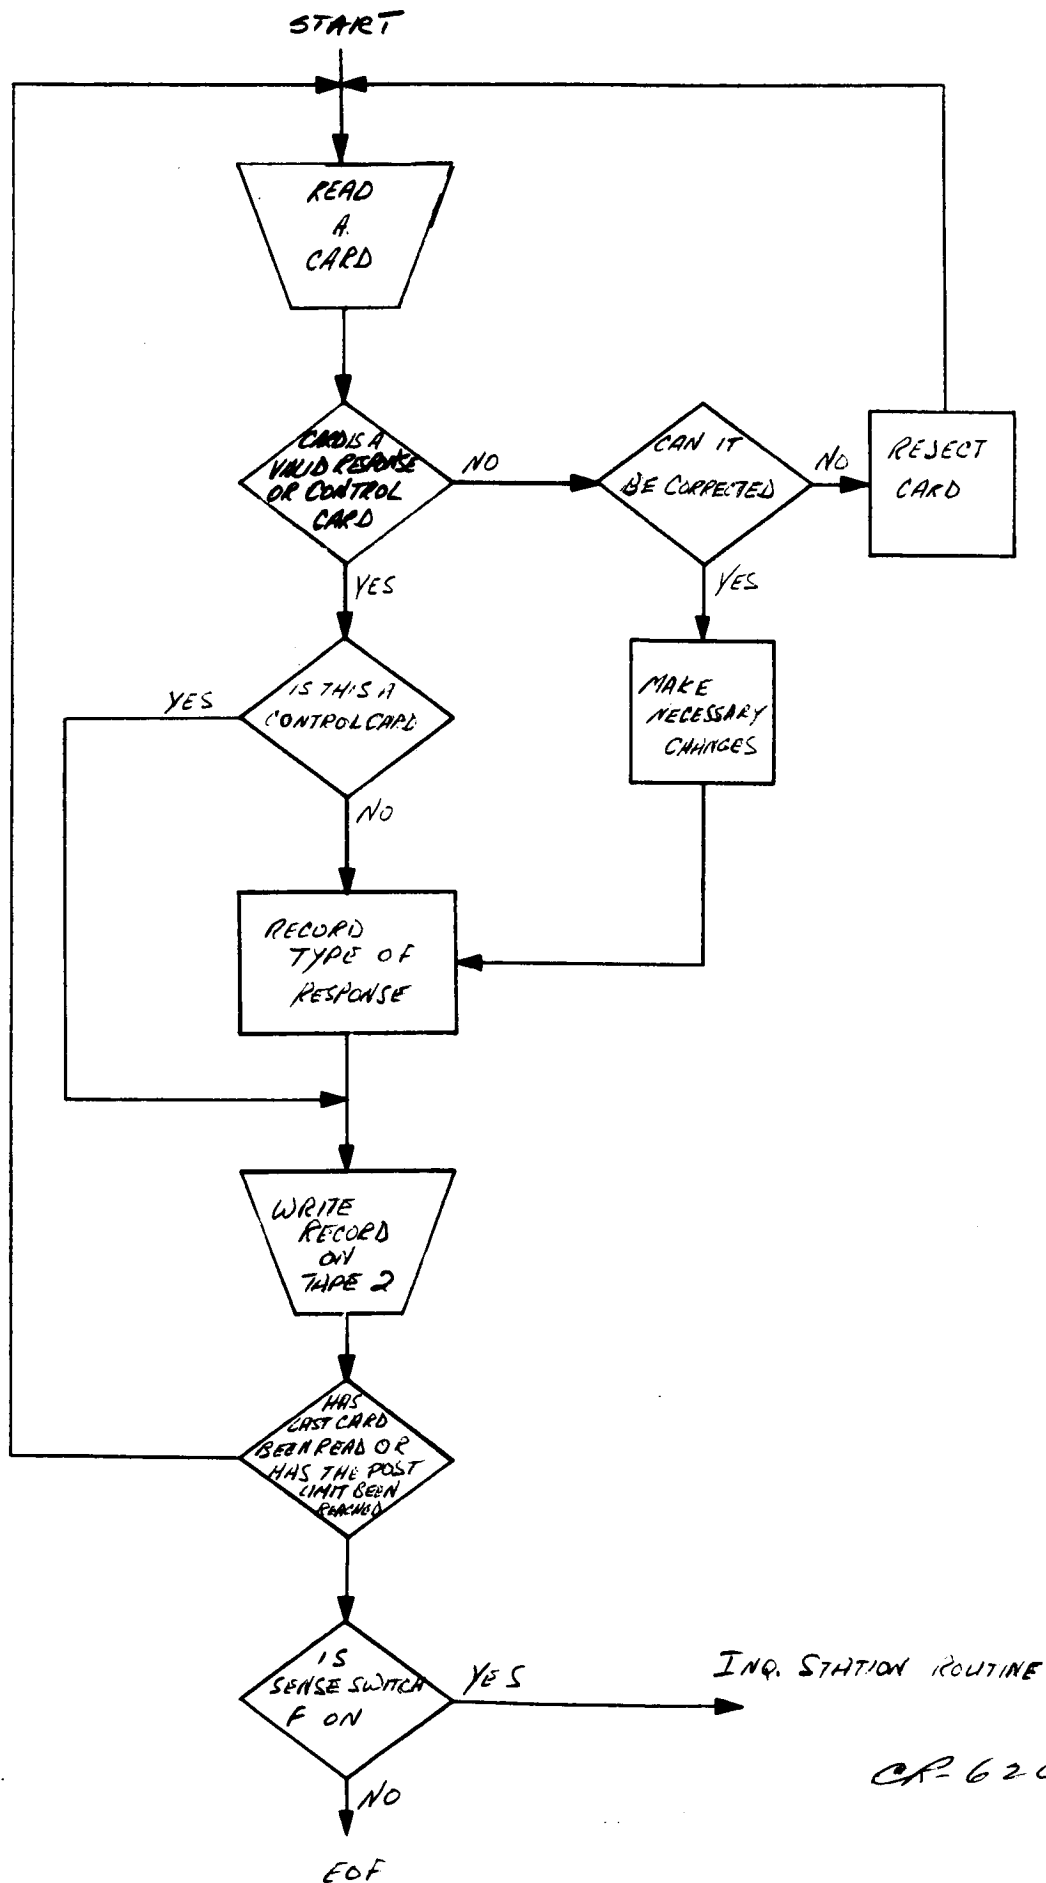 START
READ
A
CARD
CARD IS A
VALID RESPONSE
OR CONTROL
CARD
NO
CAN IT
BE CORRECTED
NO
REJECT
CARD
YES
YES
IS THIS A
CONTROL CARD
YES
MAKE
NECESSARY
CHANGES
NO
RECORD
TYPE OF
RESPONSE
WRITE
RECORD
ON
TAPE 2
HAS
LAST CARD
BEEN READ OR
HAS THE POST
LIMIT BEEN
REACHED
IS
SENSE SWITCH
F ON
YES
INQ. STATION ROUTINE
NO
EOF